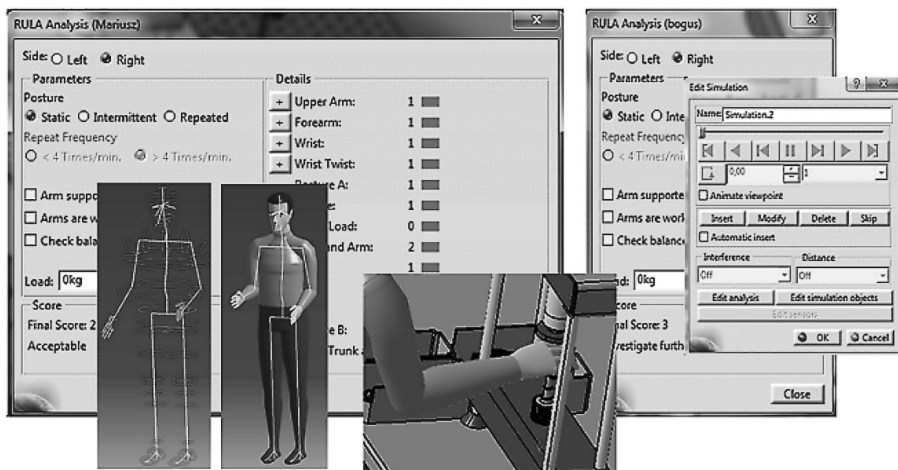 RULA Analysis (Mariusz)
Side: Left Right
Parameters
Posture
Static Intermittent Repeated
Repeat Frequency
< 4 Times/min. > 4 Times/min.
Arm suppo
Arms are w
Check bala
Load: 0kg
Score
Final Score: 2
Acceptable
Details
+ Upper Arm: 1
+ Forearm: 1
+ Wrist: 1
+ Wrist Twist: 1
Posture A: 1
1
Load: 0
and Arm: 2
1
e B:
Trunk
RULA Analysis (bogus)
Side: Left Right
Parameters
Posture
Static Inte
Repeat Frequency
< 4 Times/min.
Arm supporte
Arms are work
Check balance
0kg
ore
nal Score: 3
vestigate furth
Close
Edit Simulation
Name: Simulation.2
0,00 1
Animate viewpoint
Insert Modify Delete Skip
Automatic insert
Interference Distance
Off Off
Edit analysis Edit simulation objects
Edit sensors
OK Cancel